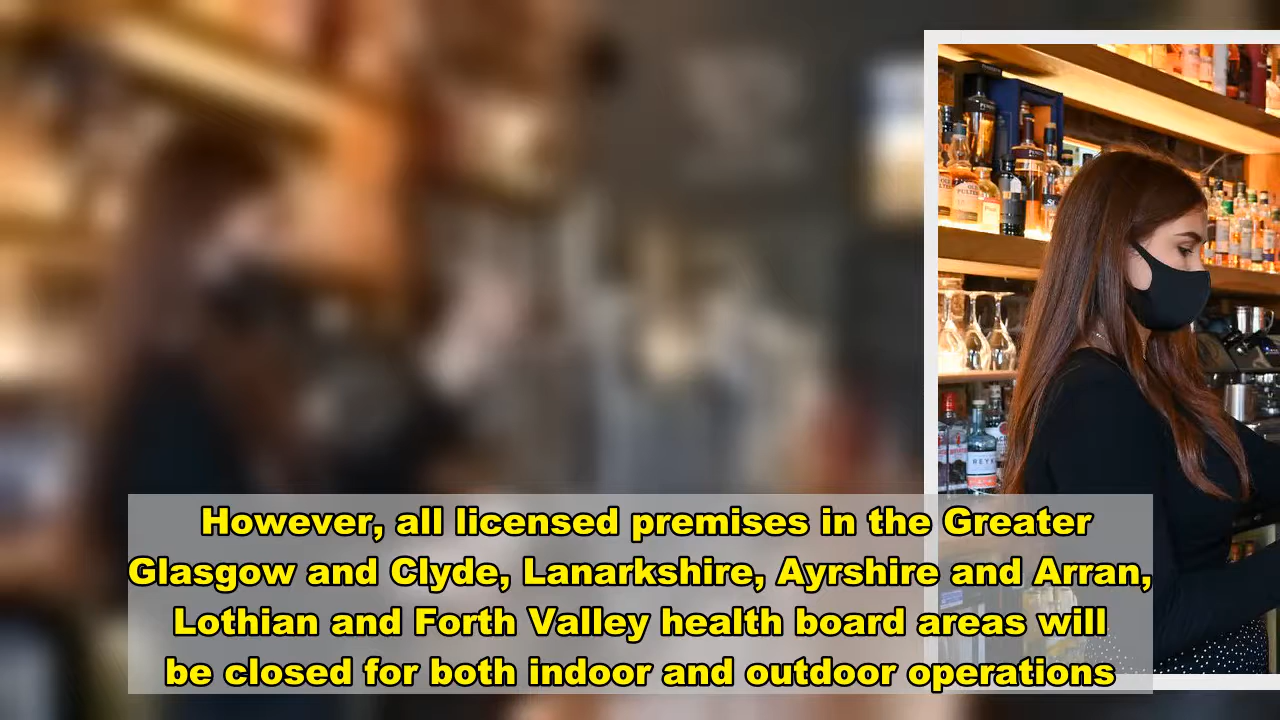 However, all licensed premises in the Greater
Glasgow and Clyde, Lanarkshire, Ayrshire and Arran,
Lothian and Forth Valley health board areas will
be closed for both indoor and outdoor operations